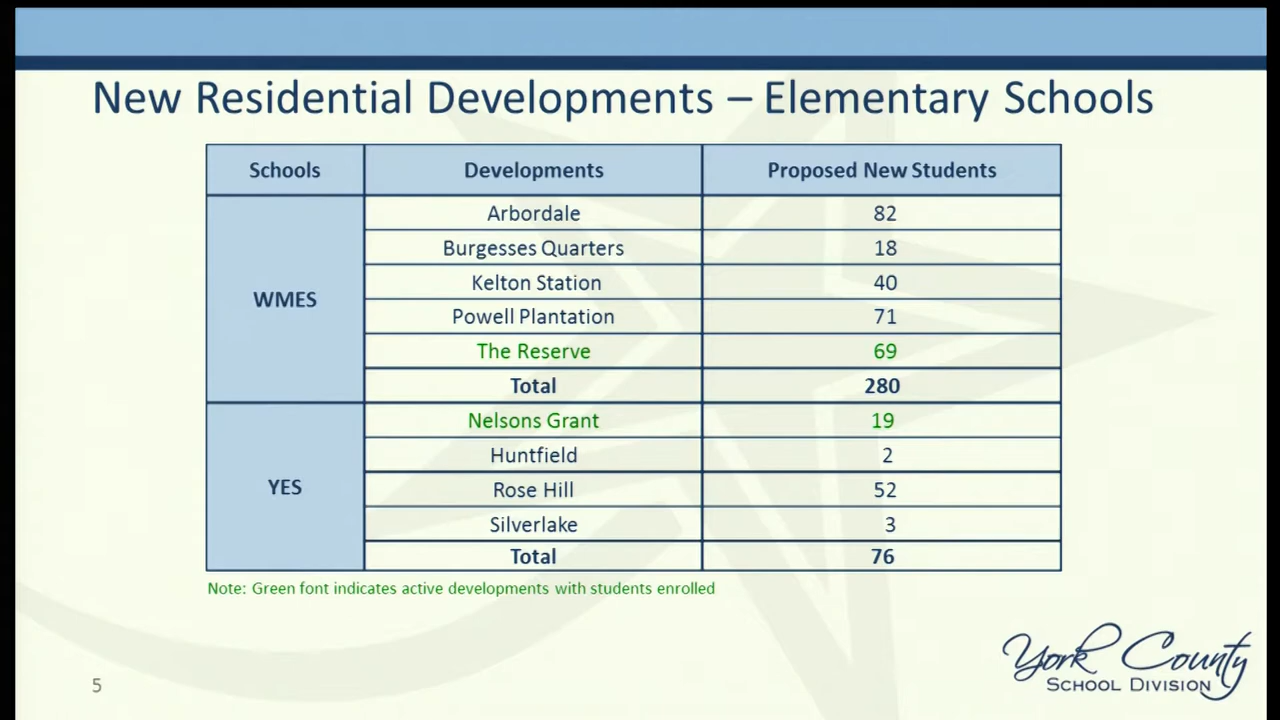 New Residential Developments – Elementary Schools
Schools Developments Proposed New Students
WMES
Arbordale 82
Burgesses Quarters 18
Kelton Station 40
Powell Plantation 71
The Reserve 69
Total 280
YES
Nelsons Grant 19
Huntfield 2
Rose Hill 52
Silverlake 3
Total 76
Note: Green font indicates active developments with students enrolled
York County
SCHOOL DIVISION
5